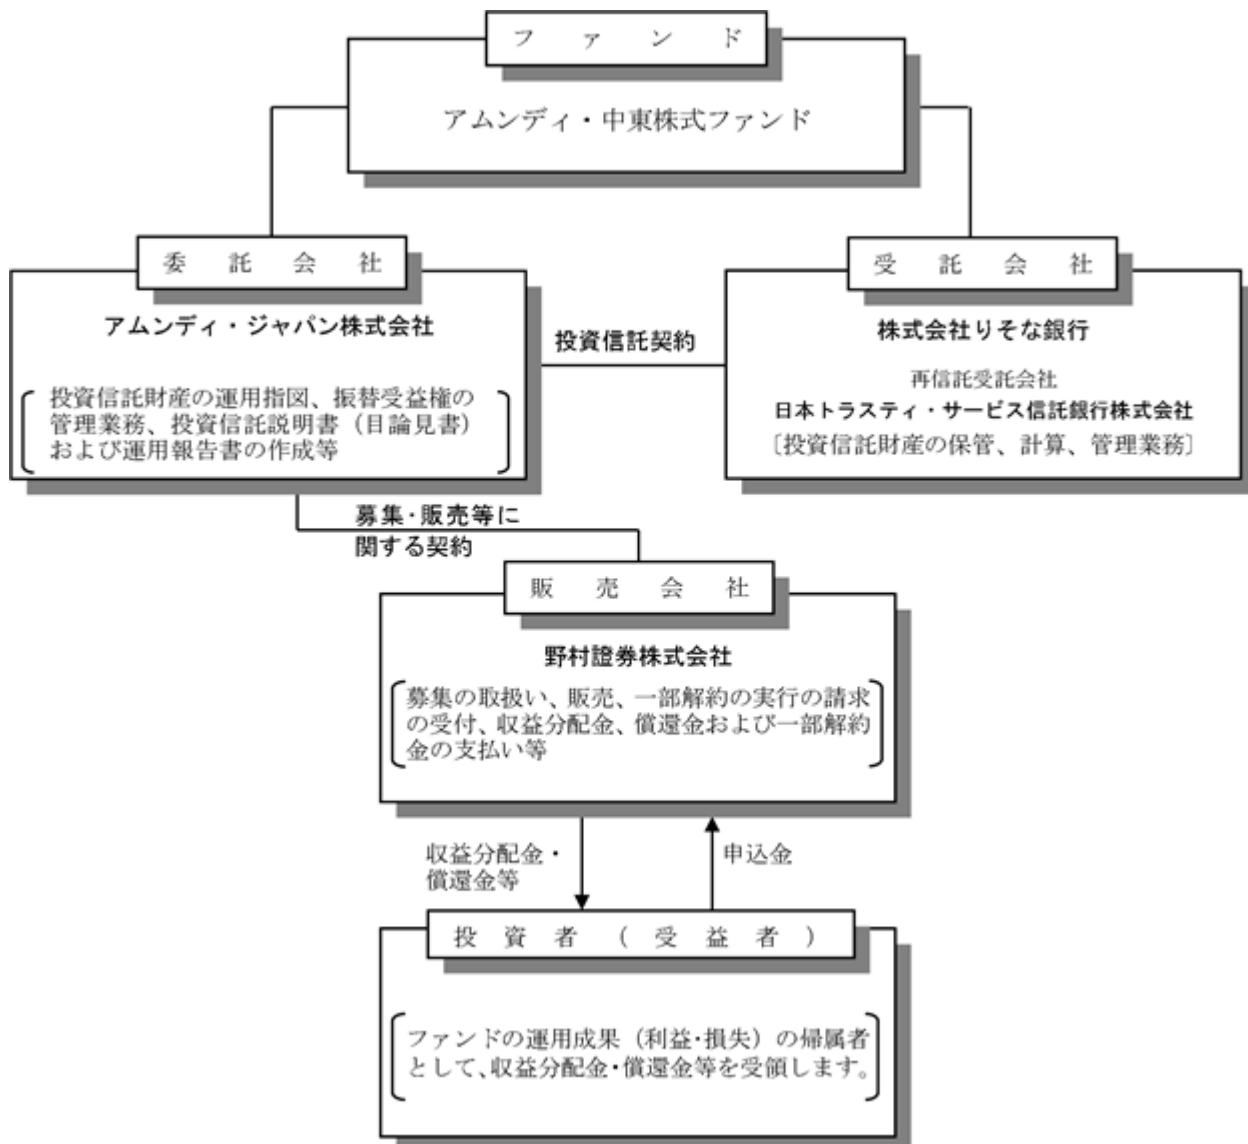 ファンド
アムンディ・中東株式ファンド
委託会社
アムンディ・ジャパン株式会社
投資信託財産の運用指図、振替受益権の
管理業務、投資信託説明書（目論見書）
および運用報告書の作成等
投資信託契約
受託会社
株式会社りそな銀行
再信託受託会社
日本トラスティ・サービス信託銀行株式会社
〔投資信託財産の保管、計算、管理業務〕
募集・販売等に
関する契約
販売会社
野村證券株式会社
募集の取扱い、販売、一部解約の実行の請求
の受付、収益分配金、償還金および一部解約
金の支払い等
収益分配金・
償還金等
申込金
投資者（受益者）
ファンドの運用成果（利益・損失）の帰属者
として、収益分配金・償還金等を受領します。